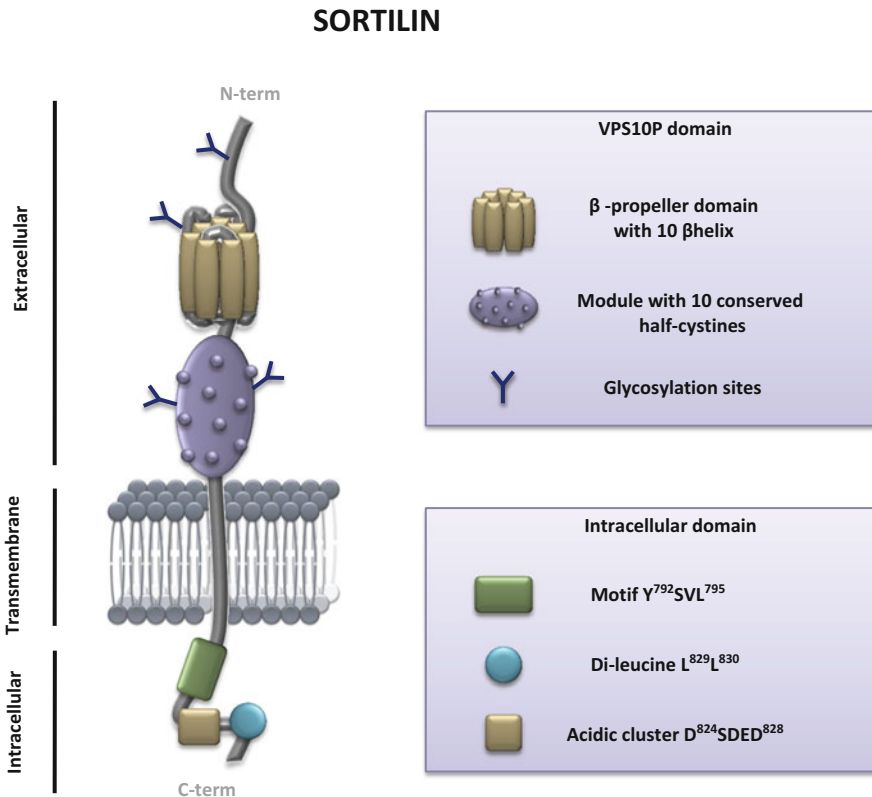 SORTILIN
N-term
Extracellular
Transmembrane
Intracellular
C-term
VPS10P domain
β -propeller domain
with 10 βhelix
Module with 10 conserved
half-cystines
Glycosylation sites
Intracellular domain
Motif Y⁷⁹²SVL⁷⁹⁵
Di-leucine L⁸²⁹L⁸³⁰
Acidic cluster D⁸²⁴SDED⁸²⁸